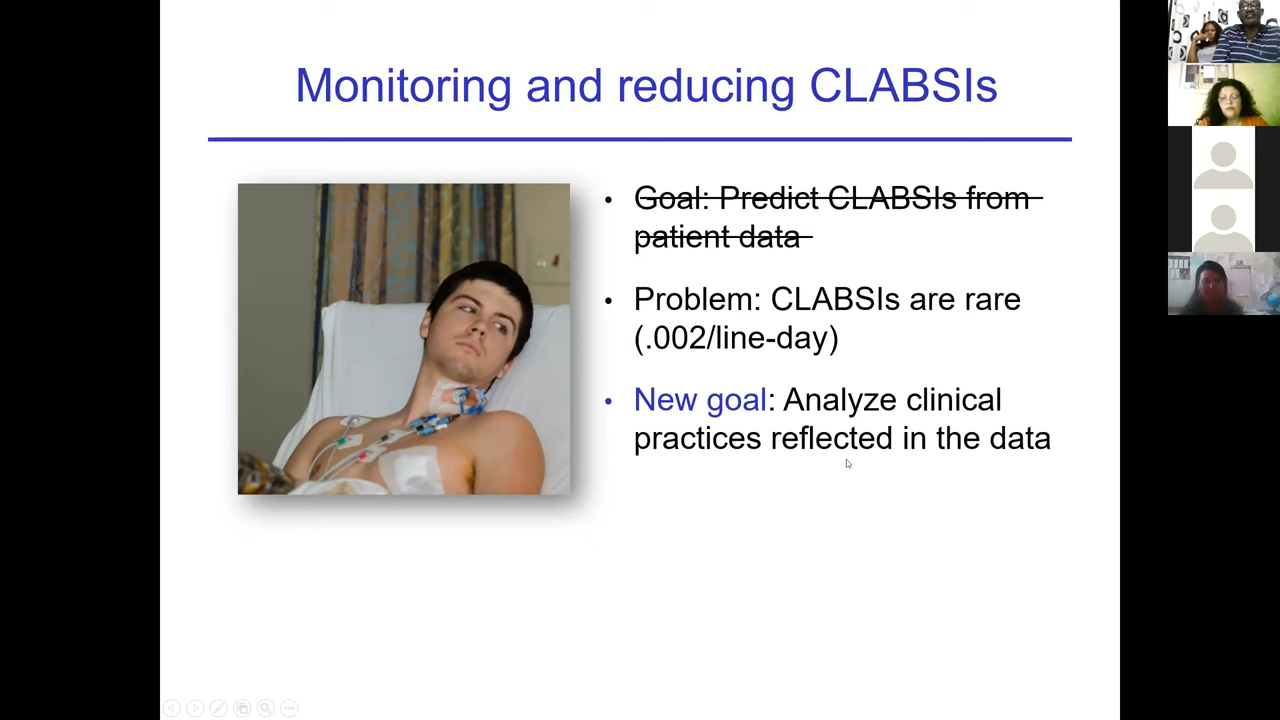 Monitoring and reducing CLABSIs
• Goal: Predict CLABSIs from
patient data
• Problem: CLABSIs are rare
(.002/line-day)
• New goal: Analyze clinical
practices reflected in the data